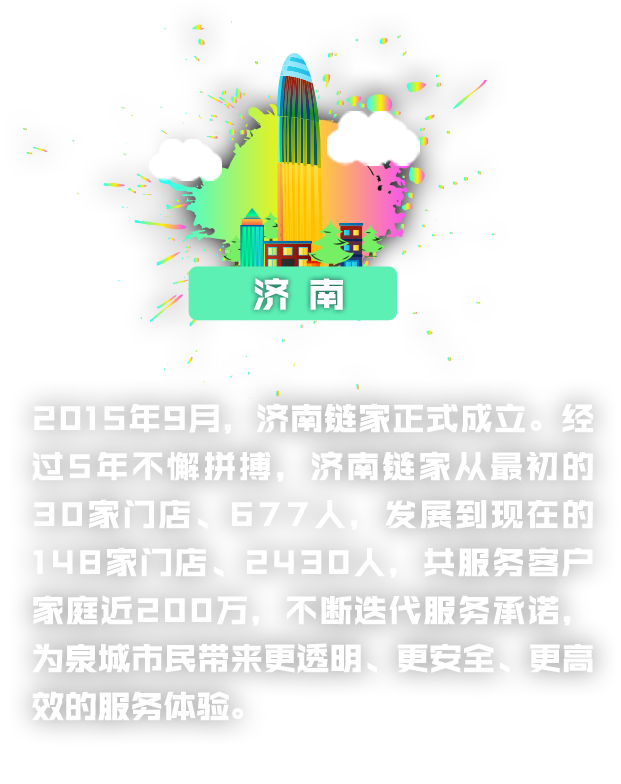 济南
2015年9月，济南链家正式成立。经
过5年不懈拼搏，济南链家从最初的
30家门店、677人，发展到现在的
148家门店、2430人，共服务客户
家庭近200万，不断迭代服务承诺，
为泉城市民带来更透明、更安全、更高
效的服务体验。